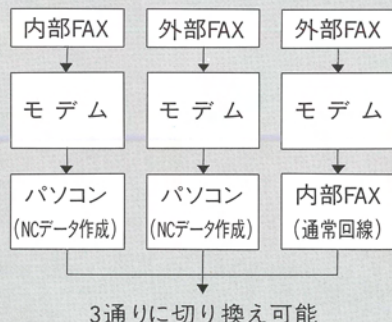 内部FAX 外部FAX 外部FAX
モデム モデム モデム
パソコン パソコン 内部FAX
(NCデータ作成) (NCデータ作成) (通常回線)
3通りに切り換え可能